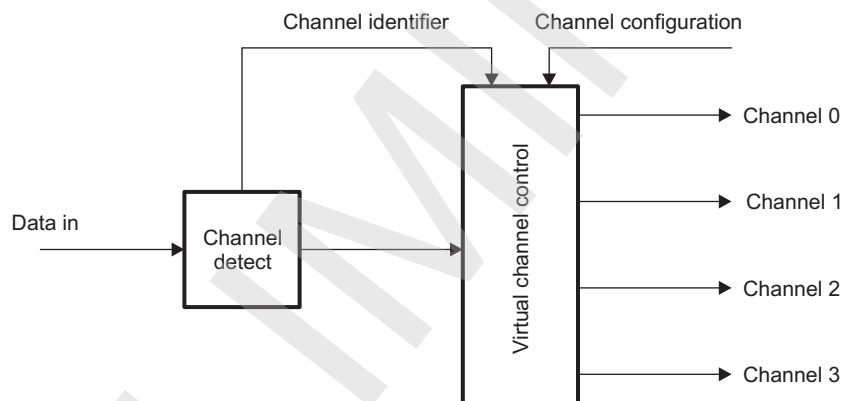 Channel identifier
Channel configuration
Channel 0
Virtual channel control
Channel 1
Data in
Channel
detect
Channel 2
Channel 3